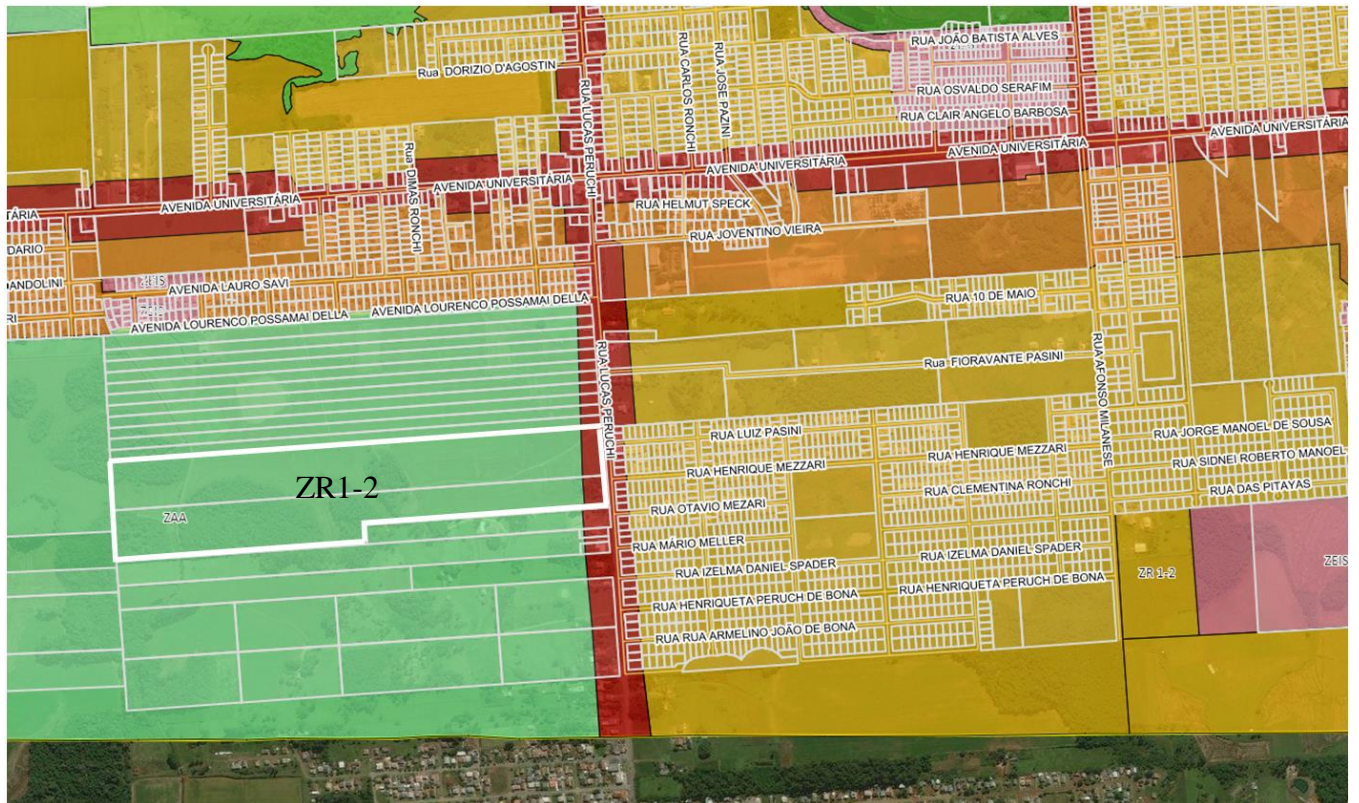 RUA JOÃO BATISTA ALVES
Rua DORIZIO D'AGOSTIN
RUA LUCAS PERUCHI
RUA CARLOS RONCHI
RUA JOSE PAZINI
RUA OSVALDO SERAFIM
RUA CLAIR ANGELO BARBOSA
AVENIDA UNIVERSITÁRIA
AVENIDA UNIVERSITÁRIA
AVENIDA UNIVERSITÁRIA
Rua DIMAS RONCHI
AVENIDA UNIVERSITÁRIA
AVENIDA UNIVERSITÁRIA
TÁRIA
RUA HELMUT SPECK
RUA JOVENTINO VIEIRA
DARIO
ANDOLINI
RI
ZEIS
AVENIDA LAURO SAVI
AVENIDA LOURENCO POSSAMAI DELLA
AVENIDA LOURENCO POSSAMAI DELLA
RUA 10 DE MAIO
RUA LUCAS PERUCHI
Rua FIORAVANTE PASINI
RUA AFONSO MILANESE
RUA LUIZ PASINI
RUA JORGE MANOEL DE SOUSA
RUA HENRIQUE MEZZARI
RUA HENRIQUE MEZZARI
RUA SIDNEI ROBERTO MANOEL
ZR1-2
RUA CLEMENTINA RONCHI
RUA DAS PITAYAS
RUA OTAVIO MEZARI
ZAA
RUA MÁRIO MELLER
RUA IZELMA DANIEL SPADER
RUA IZELMA DANIEL SPADER
ZR 1-2
ZEIS
RUA HENRIQUETA PERUCH DE BONA
RUA HENRIQUETA PERUCH DE BONA
RUA RUA ARMELINO JOÃO DE BONA